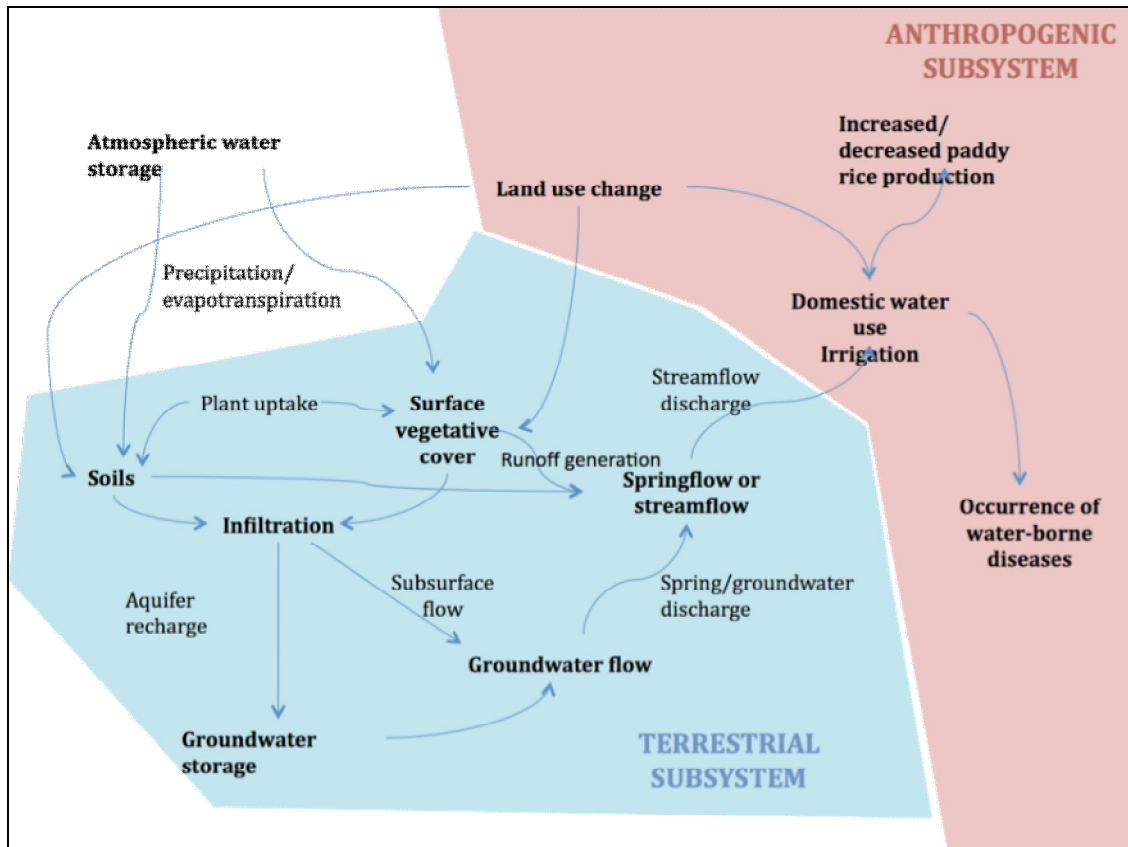 ANTHROPOGENIC
SUBSYSTEM
Increased/
decreased paddy
rice production
Atmospheric water
storage
Land use change
Precipitation/
evapotranspiration
Domestic water
use
Irrigation
Streamflow
discharge
Plant uptake
Surface
vegetative
cover
Runoff generation
Soils
Springflow or
streamflow
Infiltration
Occurrence of
water-borne
diseases
Subsurface
flow
Spring/groundwater
discharge
Aquifer
recharge
Groundwater flow
Groundwater
storage
TERRESTRIAL
SUBSYSTEM